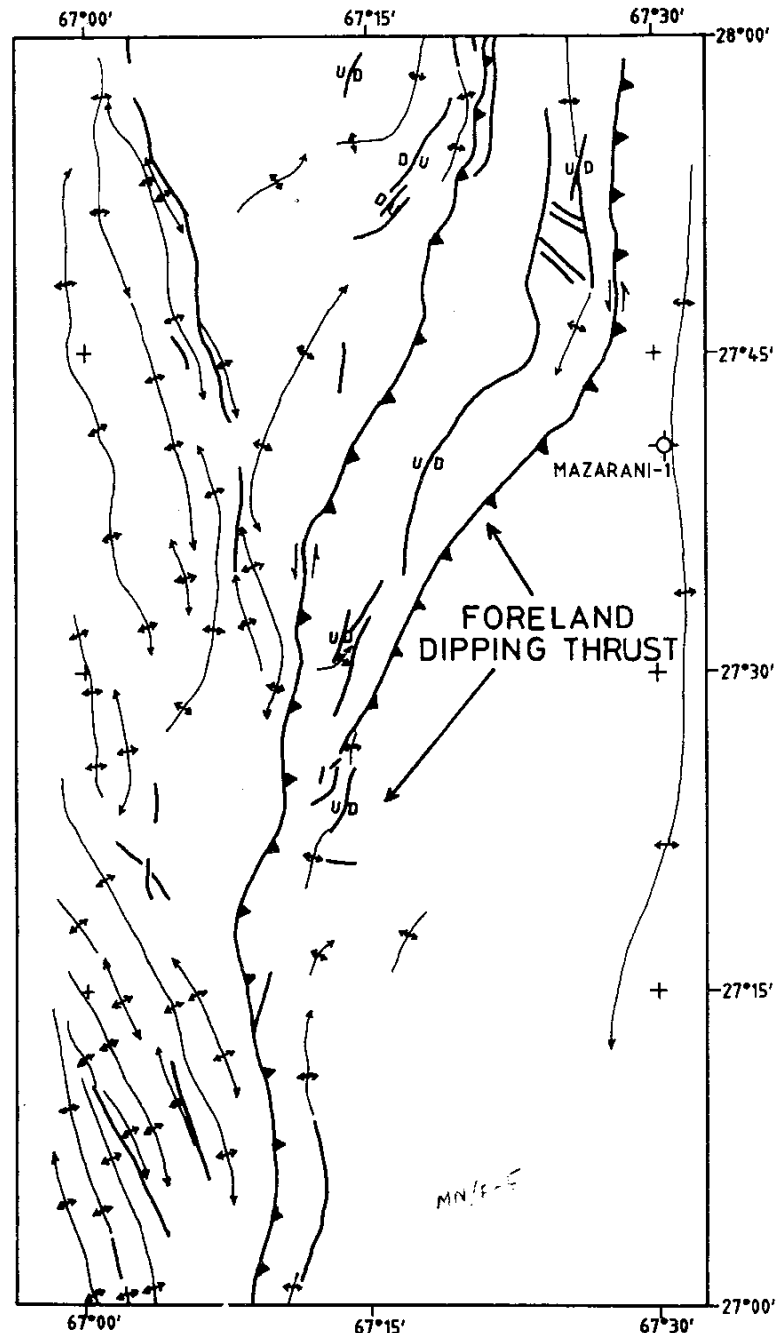 67°00' 67°15' 67°30'
28°00'
U D
D U
U D
D U
27°45'
U D
MAZARANI-1
FORELAND
DIPPING THRUST
U D
27°30'
U D
27°15'
27°00'
67°00' 67°15' 67°30'